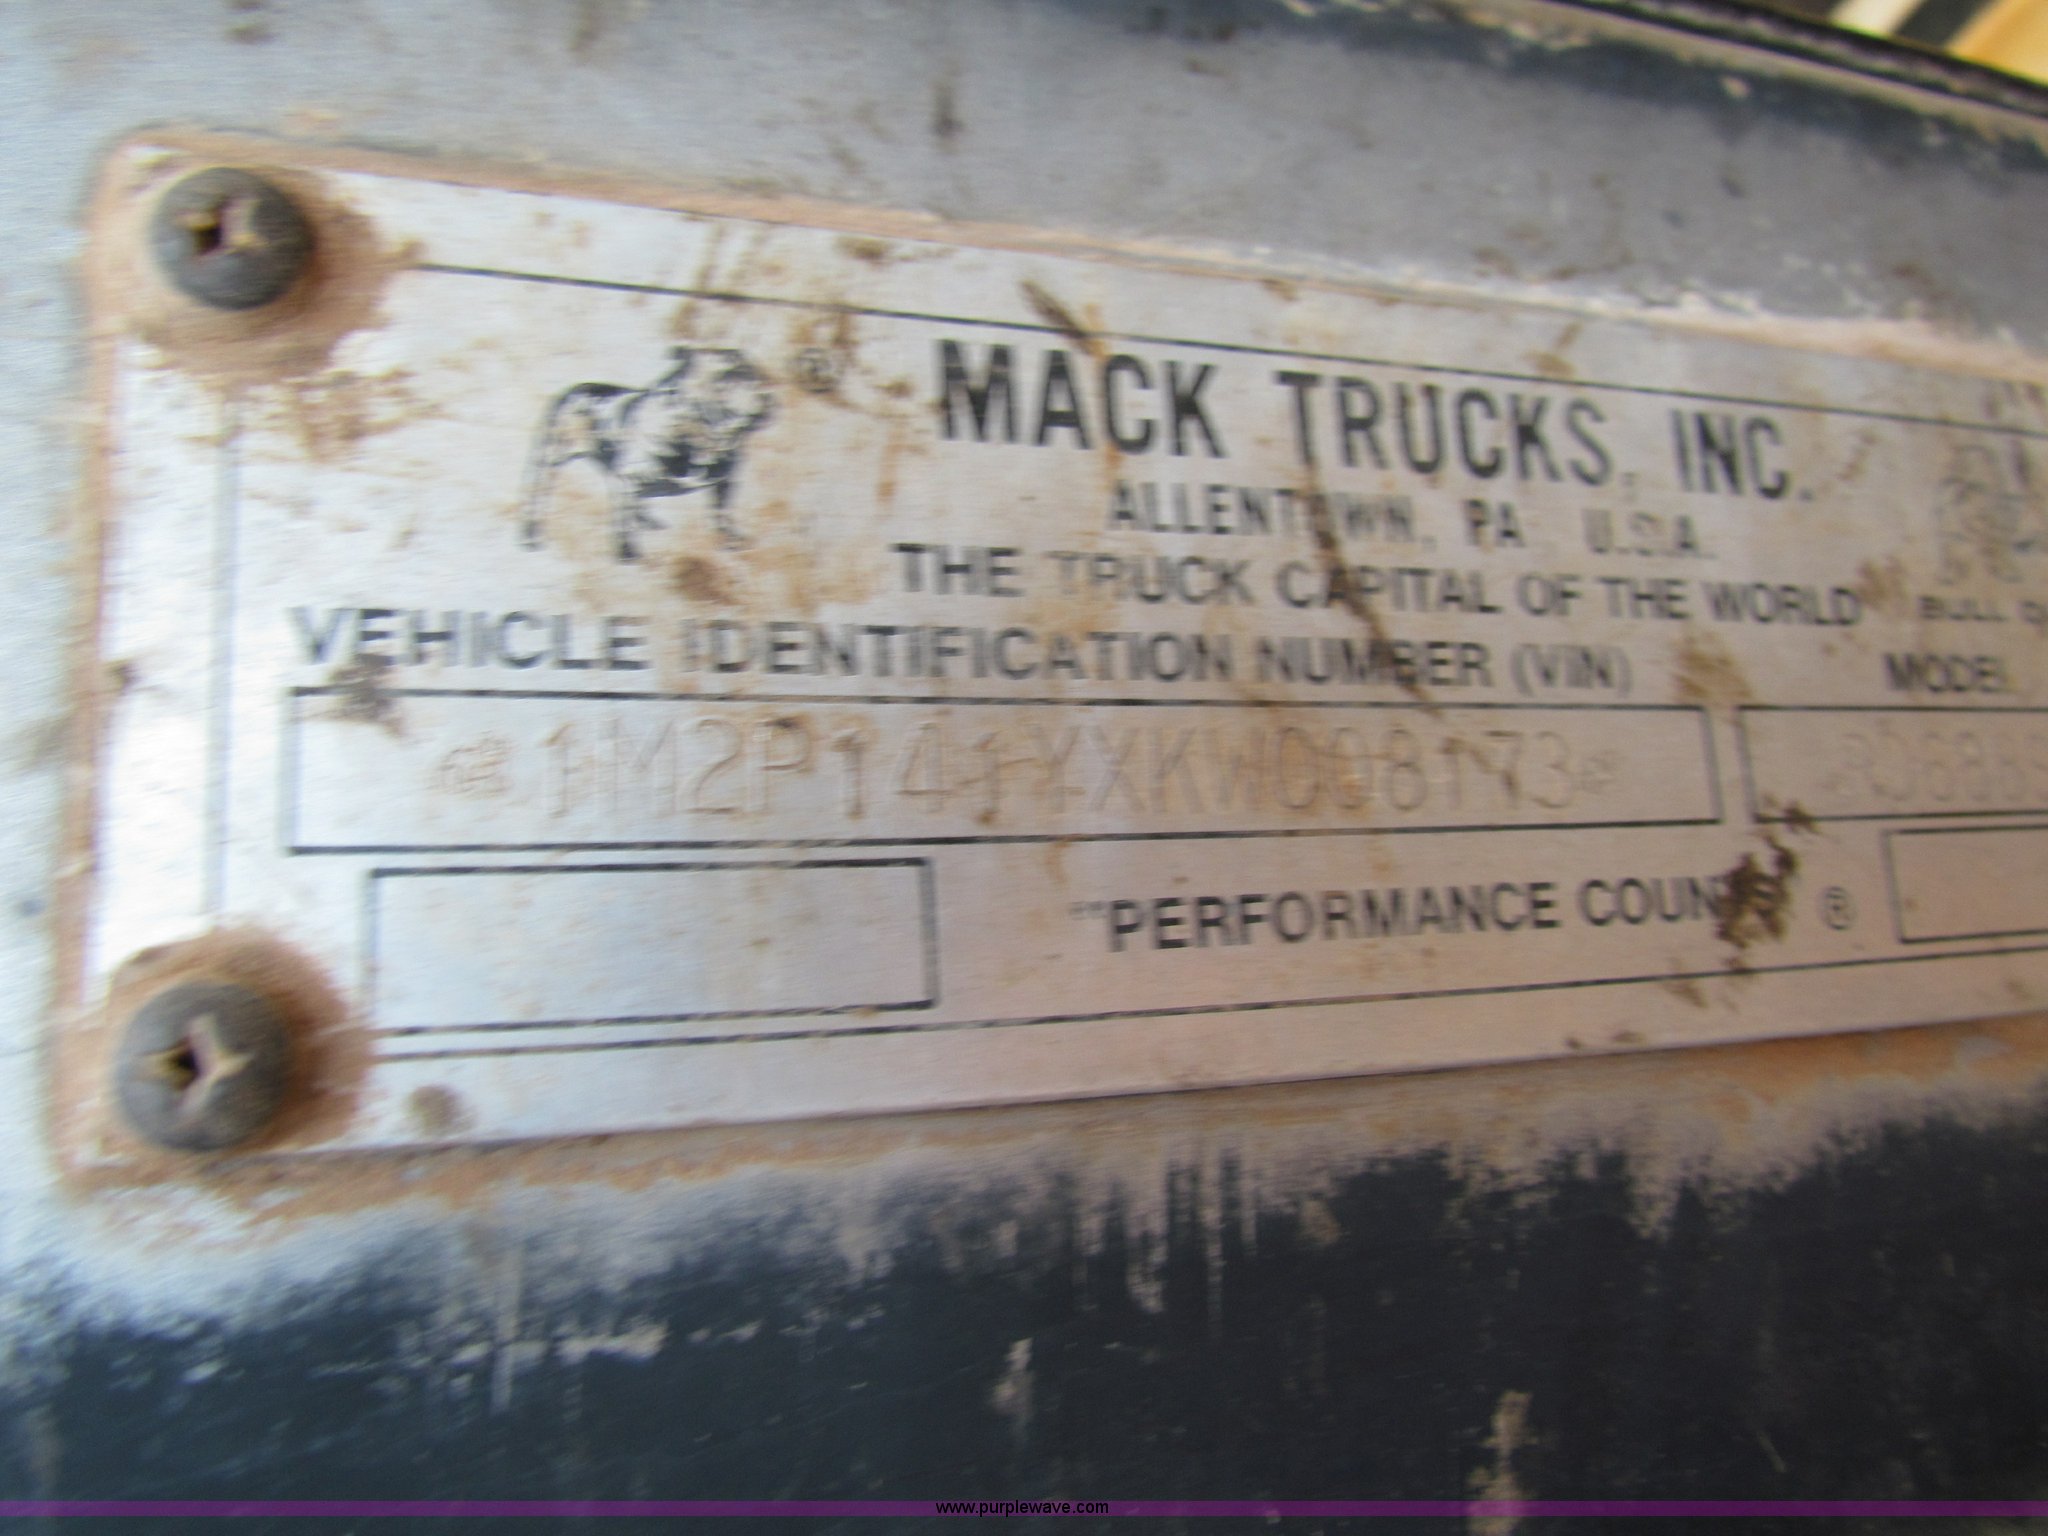 ®
MACK TRUCKS, INC.
ALLENTOWN, PA U.S.A.
THE TRUCK CAPITAL OF THE WORLD
BULL
VEHICLE IDENTIFICATION NUMBER (VIN)
MODEL
1M2P141YXKW008173
"PERFORMANCE COUNTS" ®
www.purplewave.com